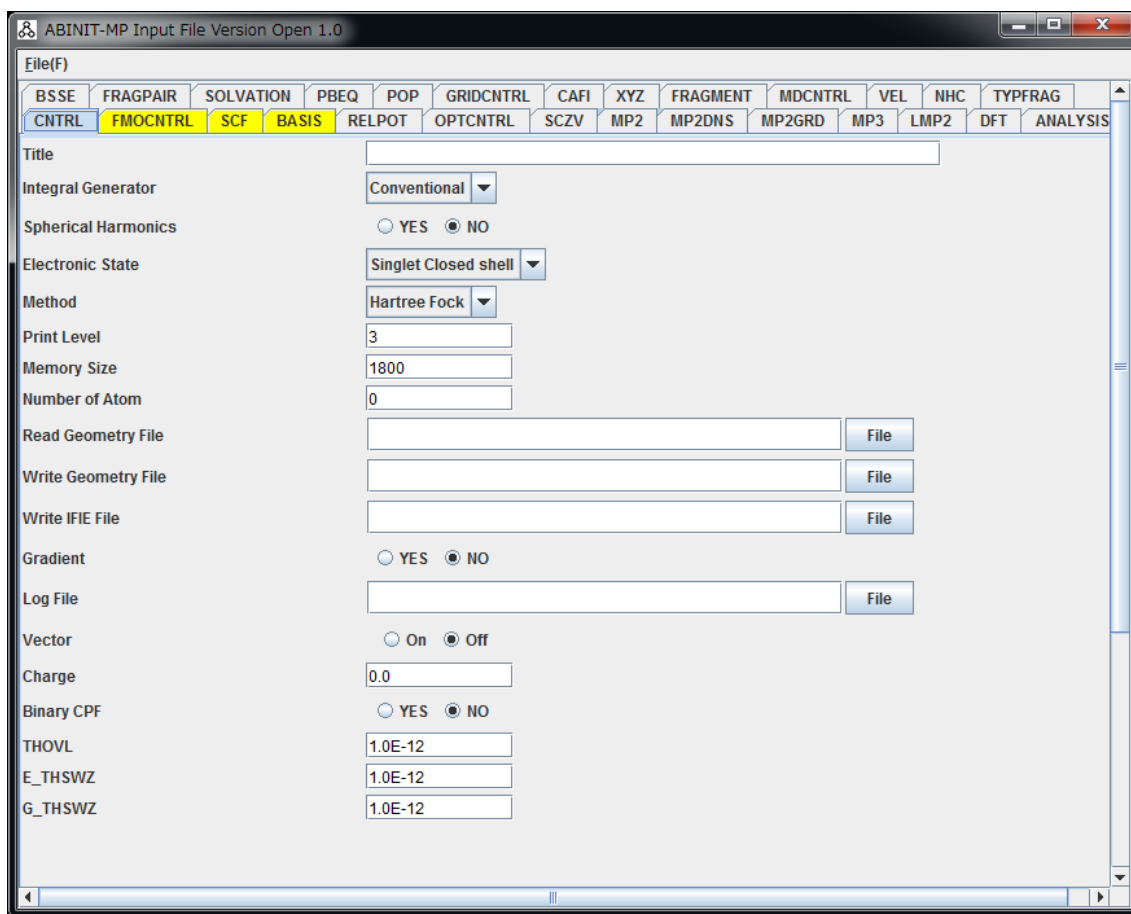 ABINIT-MP Input File Version Open 1.0
File(F)
BSSE FRAGPAIR SOLVATION PBEQ POP GRIDCNTRL CAFI XYZ FRAGMENT MDCNTRL VEL NHC TYPFRAG
CNTRL FMOCNTRL SCF BASIS RELPOT OPTCNTRL SCZV MP2 MP2DNS MP2GRD MP3 LMP2 DFT ANALYSIS
Title
Integral Generator Conventional
Spherical Harmonics YES NO
Electronic State Singlet Closed shell
Method Hartree Fock
Print Level 3
Memory Size 1800
Number of Atom 0
Read Geometry File File
Write Geometry File File
Write IFIE File File
Gradient YES NO
Log File File
Vector On Off
Charge 0.0
Binary CPF YES NO
THOVL 1.0E-12
E_THSWZ 1.0E-12
G_THSWZ 1.0E-12